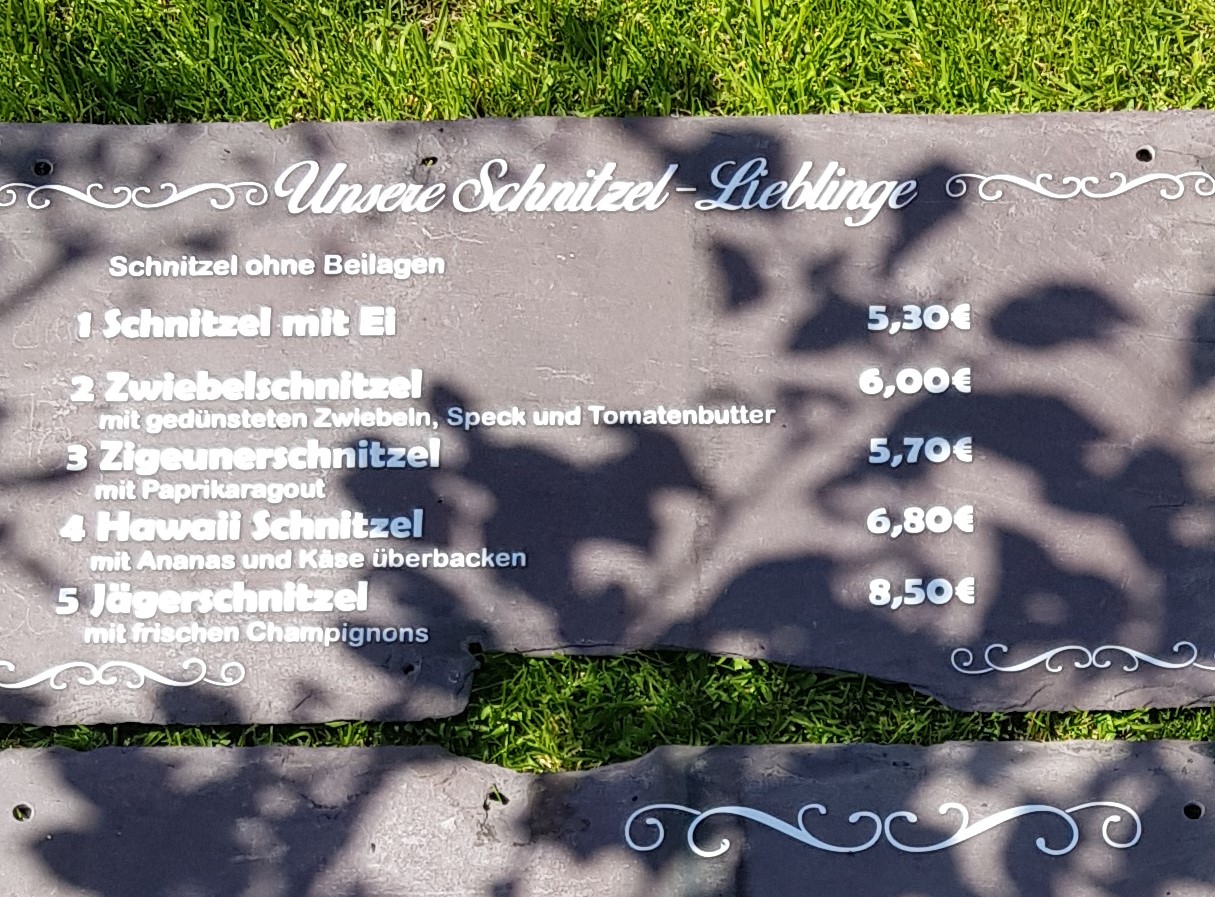 Unsere Schnitzel-Lieblinge
Schnitzel ohne Beilagen
1 Schnitzel mit Ei 5,30€
2 Zwiebelschnitzel 6,00€
mit gedünsteten Zwiebeln, Speck und Tomatenbutter
3 Zigeunerschnitzel 5,70€
mit Paprikaragout
4 Hawaii Schnitzel 6,80€
mit Ananas und Käse überbacken
5 Jägerschnitzel 8,50€
mit frischen Champignons